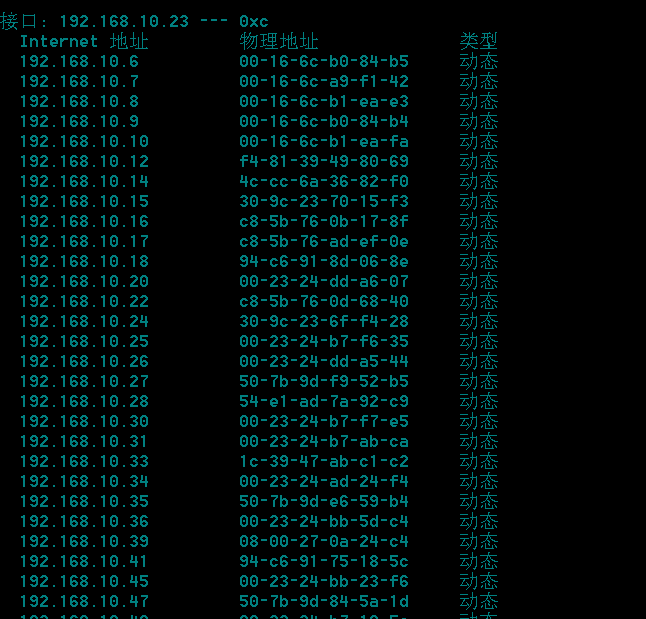 接口: 192.168.10.23 --- 0xc
Internet 地址 物理地址 类型
192.168.10.6 00-16-6c-b0-84-b5 动态
192.168.10.7 00-16-6c-a9-f1-42 动态
192.168.10.8 00-16-6c-b1-ea-e3 动态
192.168.10.9 00-16-6c-b0-84-b4 动态
192.168.10.10 00-16-6c-b1-ea-fa 动态
192.168.10.12 f4-81-39-49-80-69 动态
192.168.10.14 4c-cc-6a-36-82-f0 动态
192.168.10.15 30-9c-23-70-15-f3 动态
192.168.10.16 c8-5b-76-0b-17-8f 动态
192.168.10.17 c8-5b-76-ad-ef-0e 动态
192.168.10.18 94-c6-91-8d-06-8e 动态
192.168.10.20 00-23-24-dd-a6-07 动态
192.168.10.22 c8-5b-76-0d-68-40 动态
192.168.10.24 30-9c-23-6f-f4-28 动态
192.168.10.25 00-23-24-b7-f6-35 动态
192.168.10.26 00-23-24-dd-a5-44 动态
192.168.10.27 50-7b-9d-f9-52-b5 动态
192.168.10.28 54-e1-ad-7a-92-c9 动态
192.168.10.30 00-23-24-b7-f7-e5 动态
192.168.10.31 00-23-24-b7-ab-ca 动态
192.168.10.33 1c-39-47-ab-c1-c2 动态
192.168.10.34 00-23-24-ad-24-f4 动态
192.168.10.35 50-7b-9d-e6-59-b4 动态
192.168.10.36 00-23-24-bb-5d-c4 动态
192.168.10.39 08-00-27-0a-24-c4 动态
192.168.10.41 94-c6-91-75-18-5c 动态
192.168.10.45 00-23-24-bb-23-f6 动态
192.168.10.47 50-7b-9d-84-5a-1d 动态